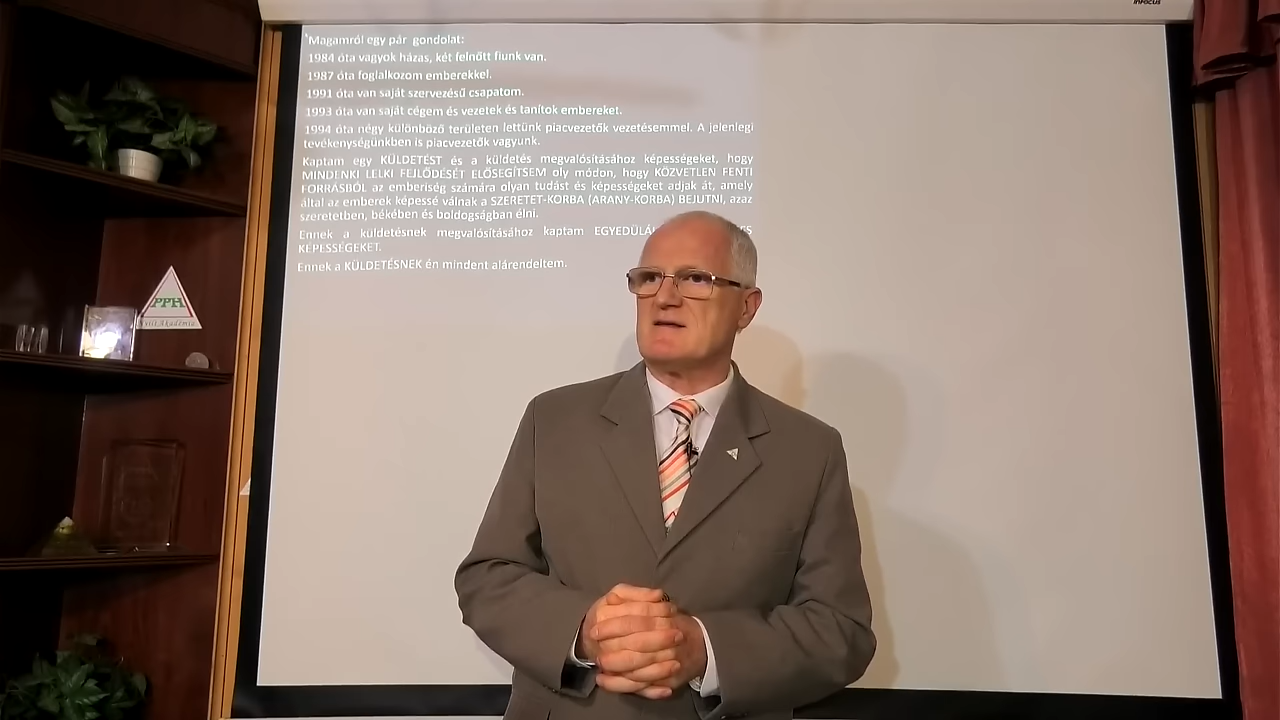 InFocus
Magamról egy pár gondolat:
1984 óta vagyok házas, két felnőtt fiunk van.
1987 óta foglalkozom emberekkel.
1991 óta van saját szervezésű csapatom.
1993 óta van saját cégem és vezetek és tanítok embereket.
1994 óta négy különböző területen lettünk piacvezetők vezetésemmel. A jelenlegi
tevékenységünkben is piacvezetők vagyunk.
Kaptam egy KÜLDETÉST és a küldetés megvalósításához képességeket, hogy
MINDENKI LELKI FEJLŐDÉSÉT ELŐSEGÍTSEM oly módon, hogy KÖZVETLEN FENTI
FORRÁSBÓL az emberiség számára olyan tudást és képességeket adjak át, amely
által az emberek képessé válnak a SZERETET-KORBA (ARANY-KORBA) BEJUTNI, azaz
szeretetben, békében és boldogságban élni.
Ennek a küldetésnek megvalósításához kaptam
KÉPESSÉGEKET.
Ennek a KÜLDETÉSNEK én mindent alárendeltem.
PPH
Nyílt Akadémia